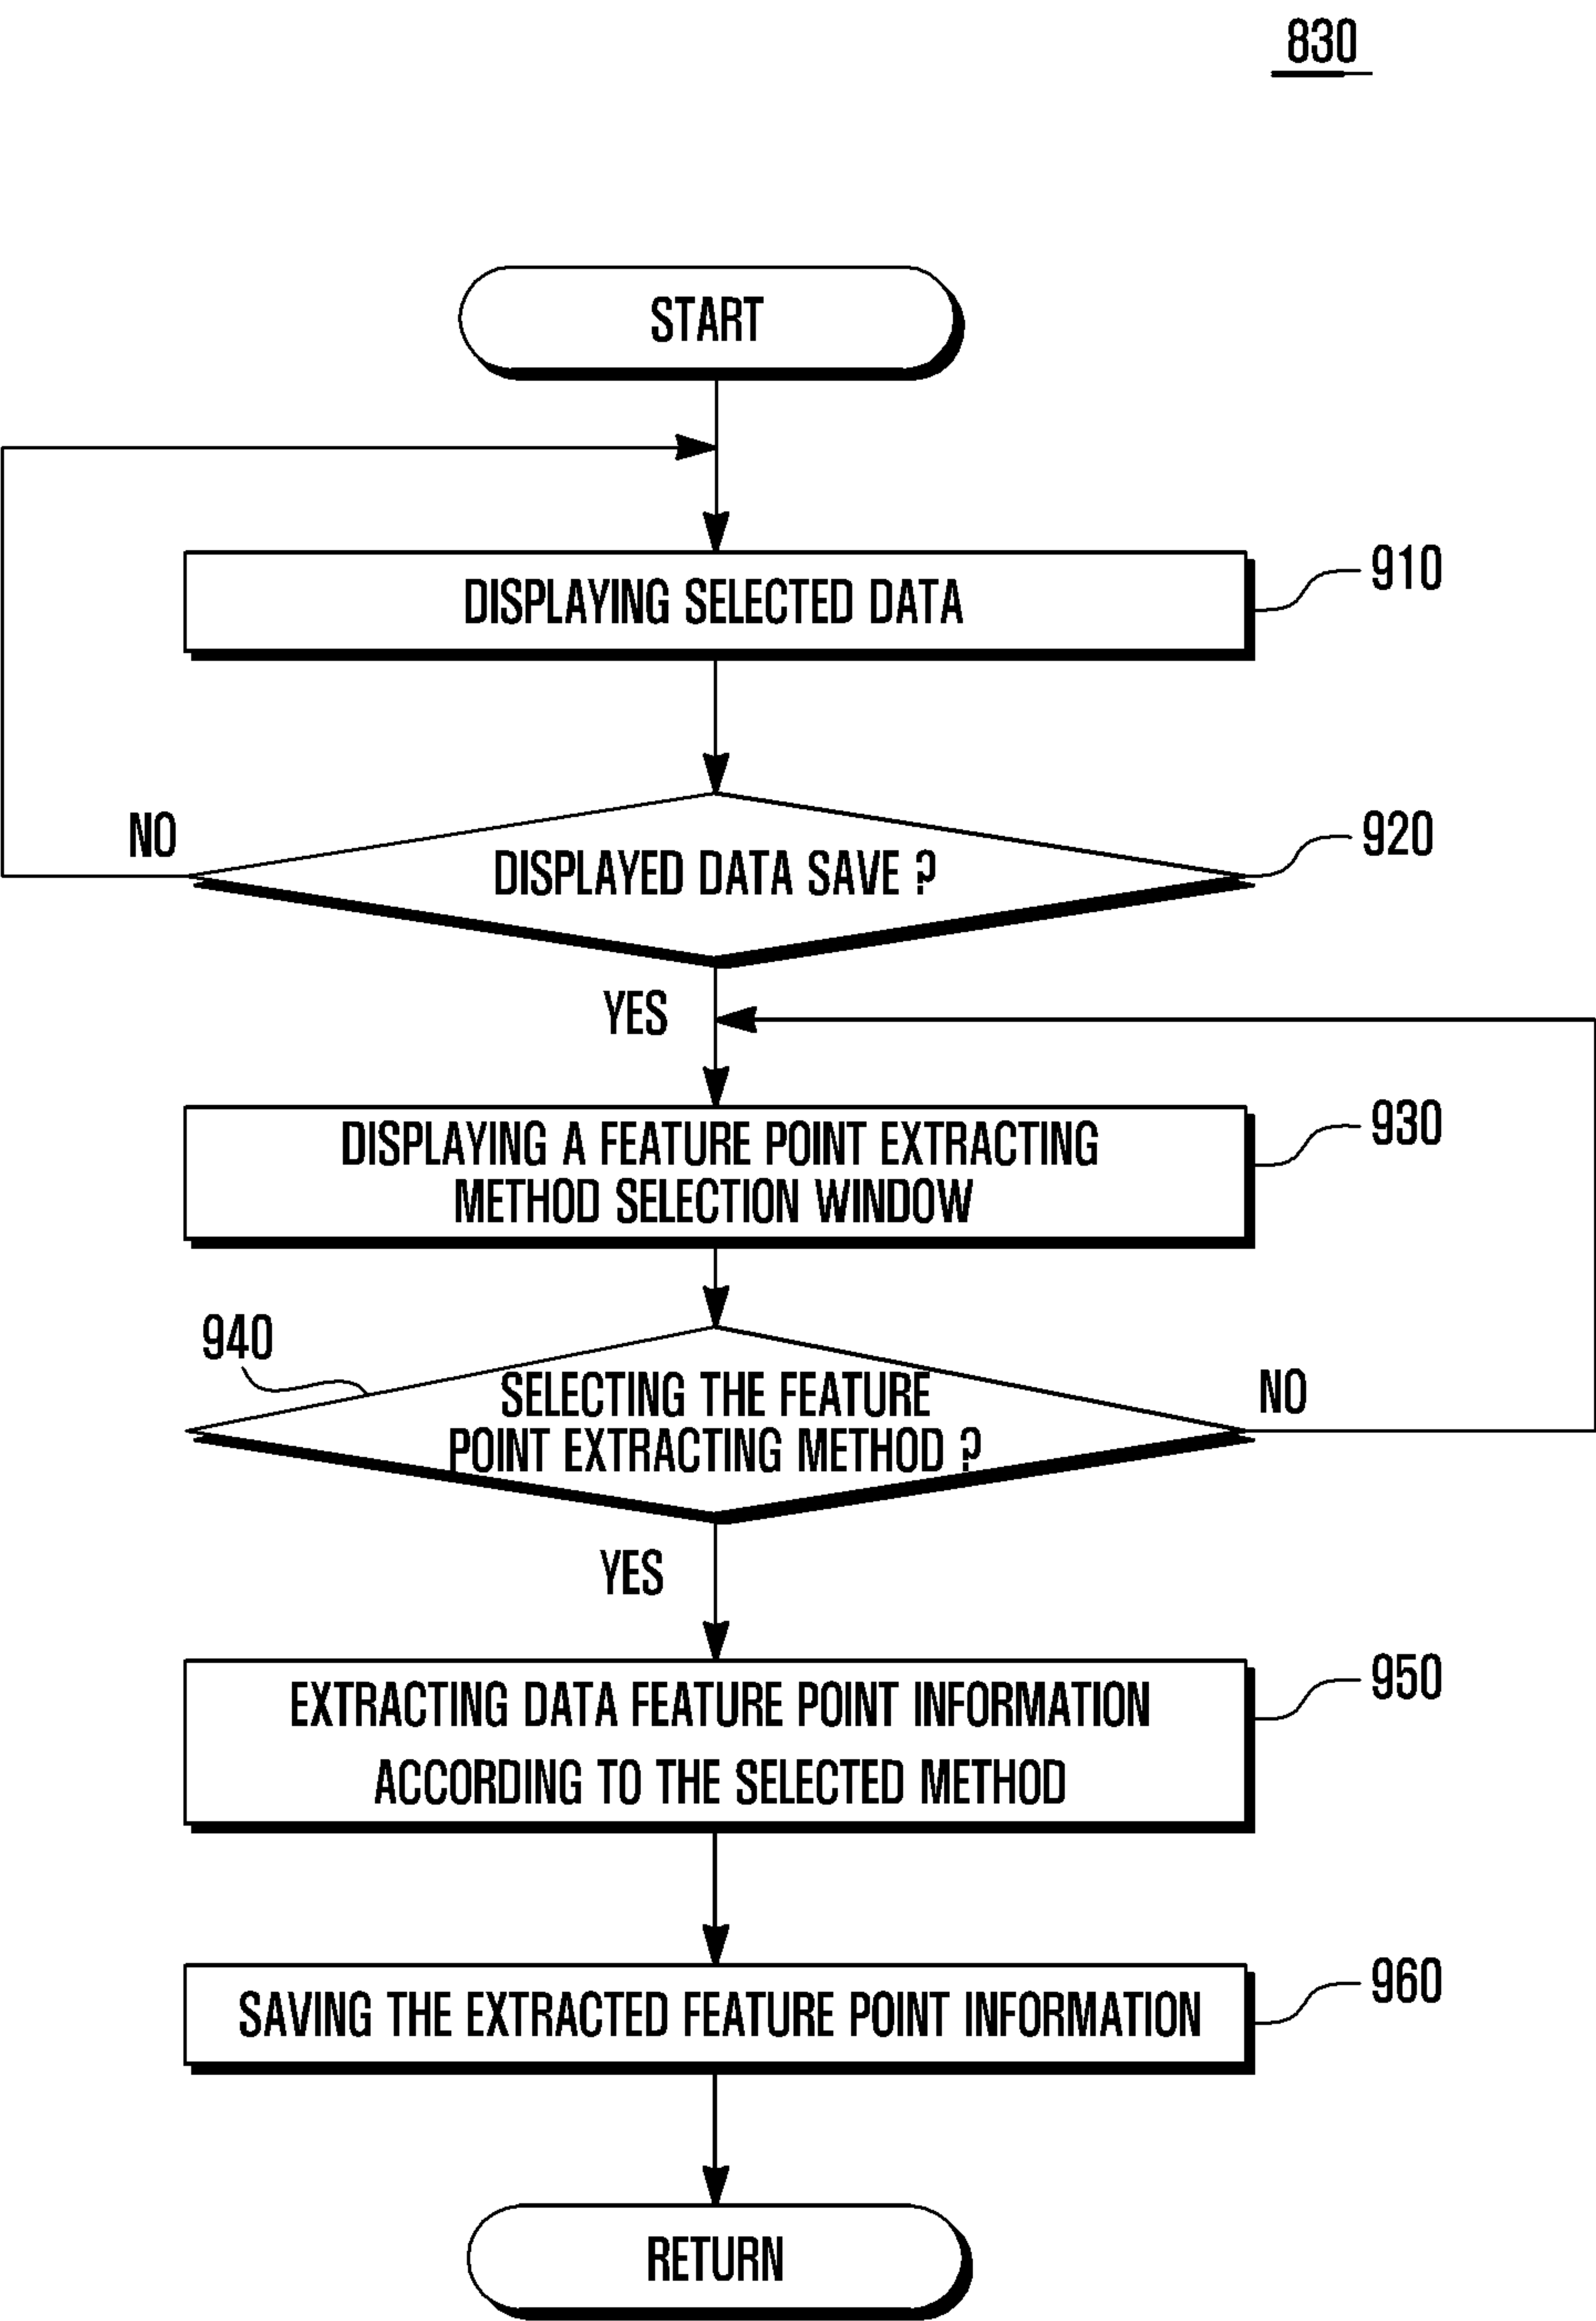 830
START
DISPLAYING SELECTED DATA
910
NO
DISPLAYED DATA SAVE ?
920
YES
DISPLAYING A FEATURE POINT EXTRACTING
METHOD SELECTION WINDOW
930
940
SELECTING THE FEATURE
POINT EXTRACTING METHOD ?
NO
YES
EXTRACTING DATA FEATURE POINT INFORMATION
ACCORDING TO THE SELECTED METHOD
950
SAVING THE EXTRACTED FEATURE POINT INFORMATION
960
RETURN